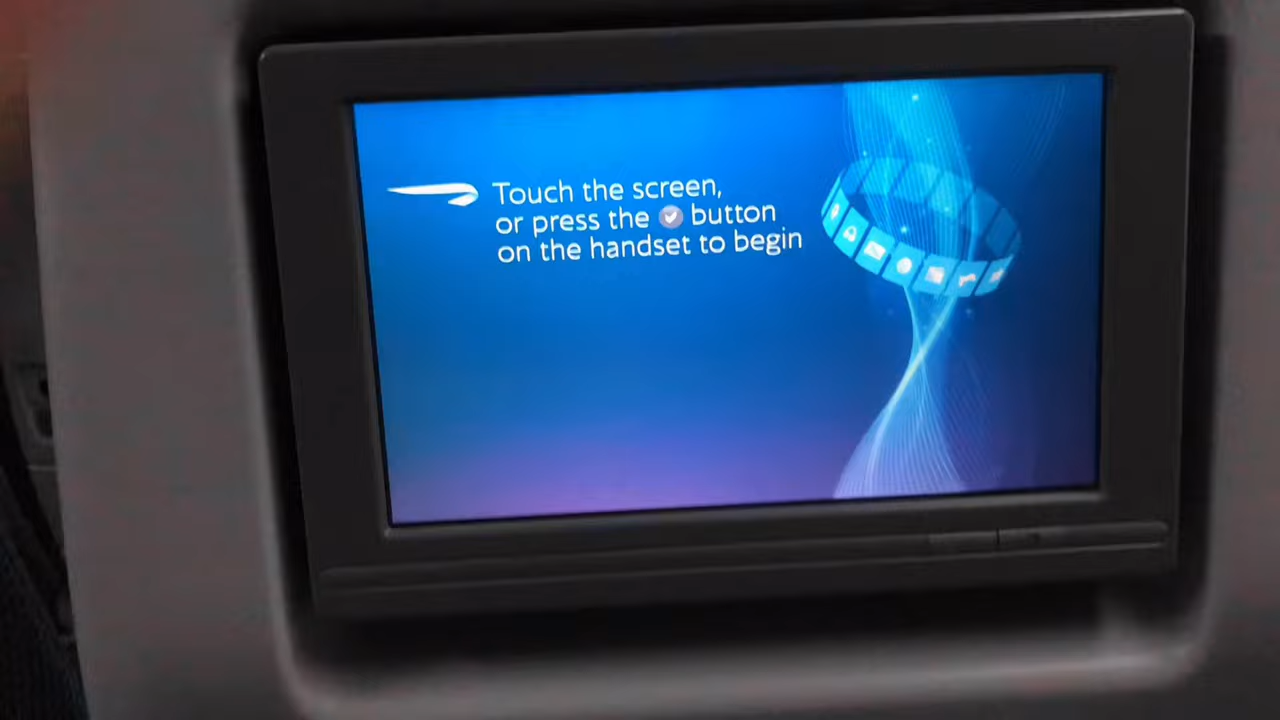 Touch the screen,
or press the button
on the handset to begin